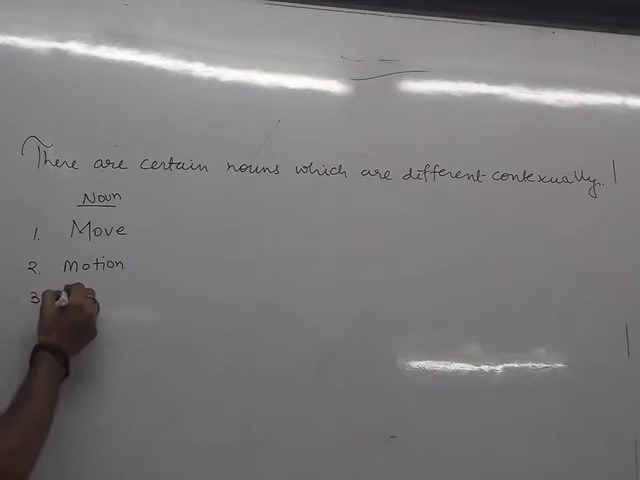 There are certain nouns which are different contexually.
Noun
1. Move
2. Motion
3